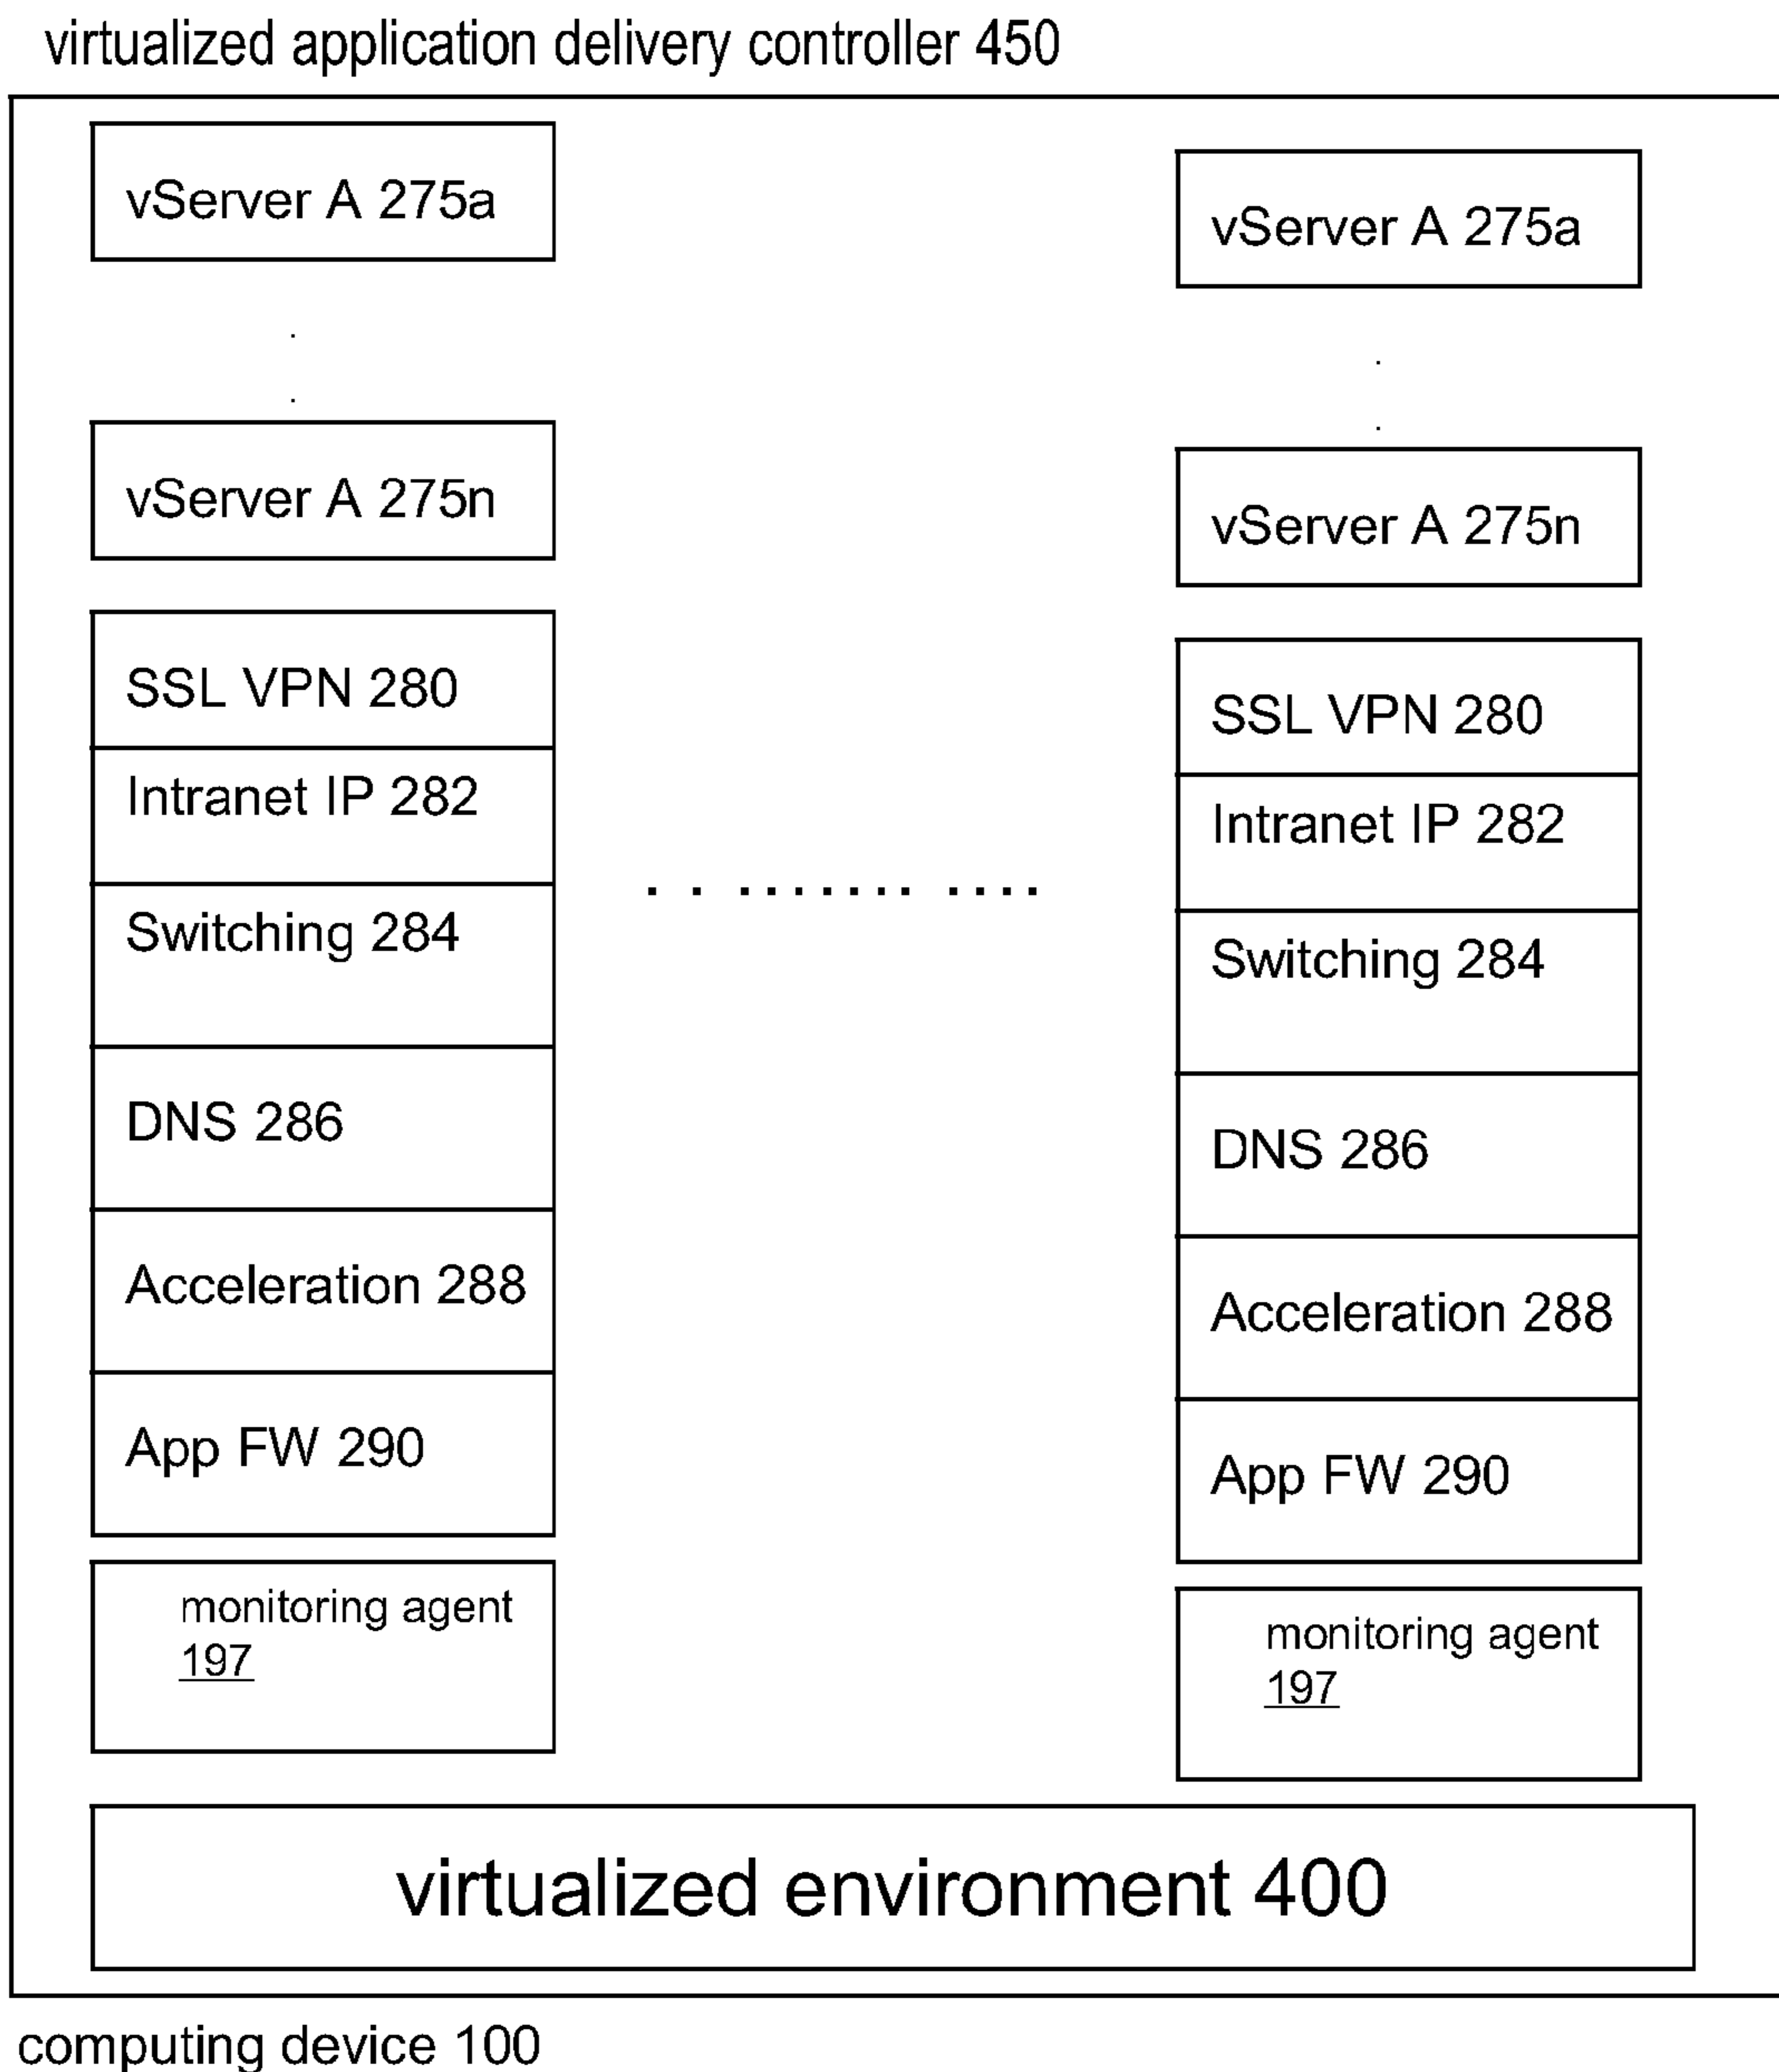 virtualized application delivery controller 450
vServer A 275a
vServer A 275n
SSL VPN 280
Intranet IP 282
Switching 284
DNS 286
Acceleration 288
App FW 290
monitoring agent
197
vServer A 275a
vServer A 275n
SSL VPN 280
Intranet IP 282
Switching 284
DNS 286
Acceleration 288
App FW 290
monitoring agent
197
virtualized environment 400
computing device 100